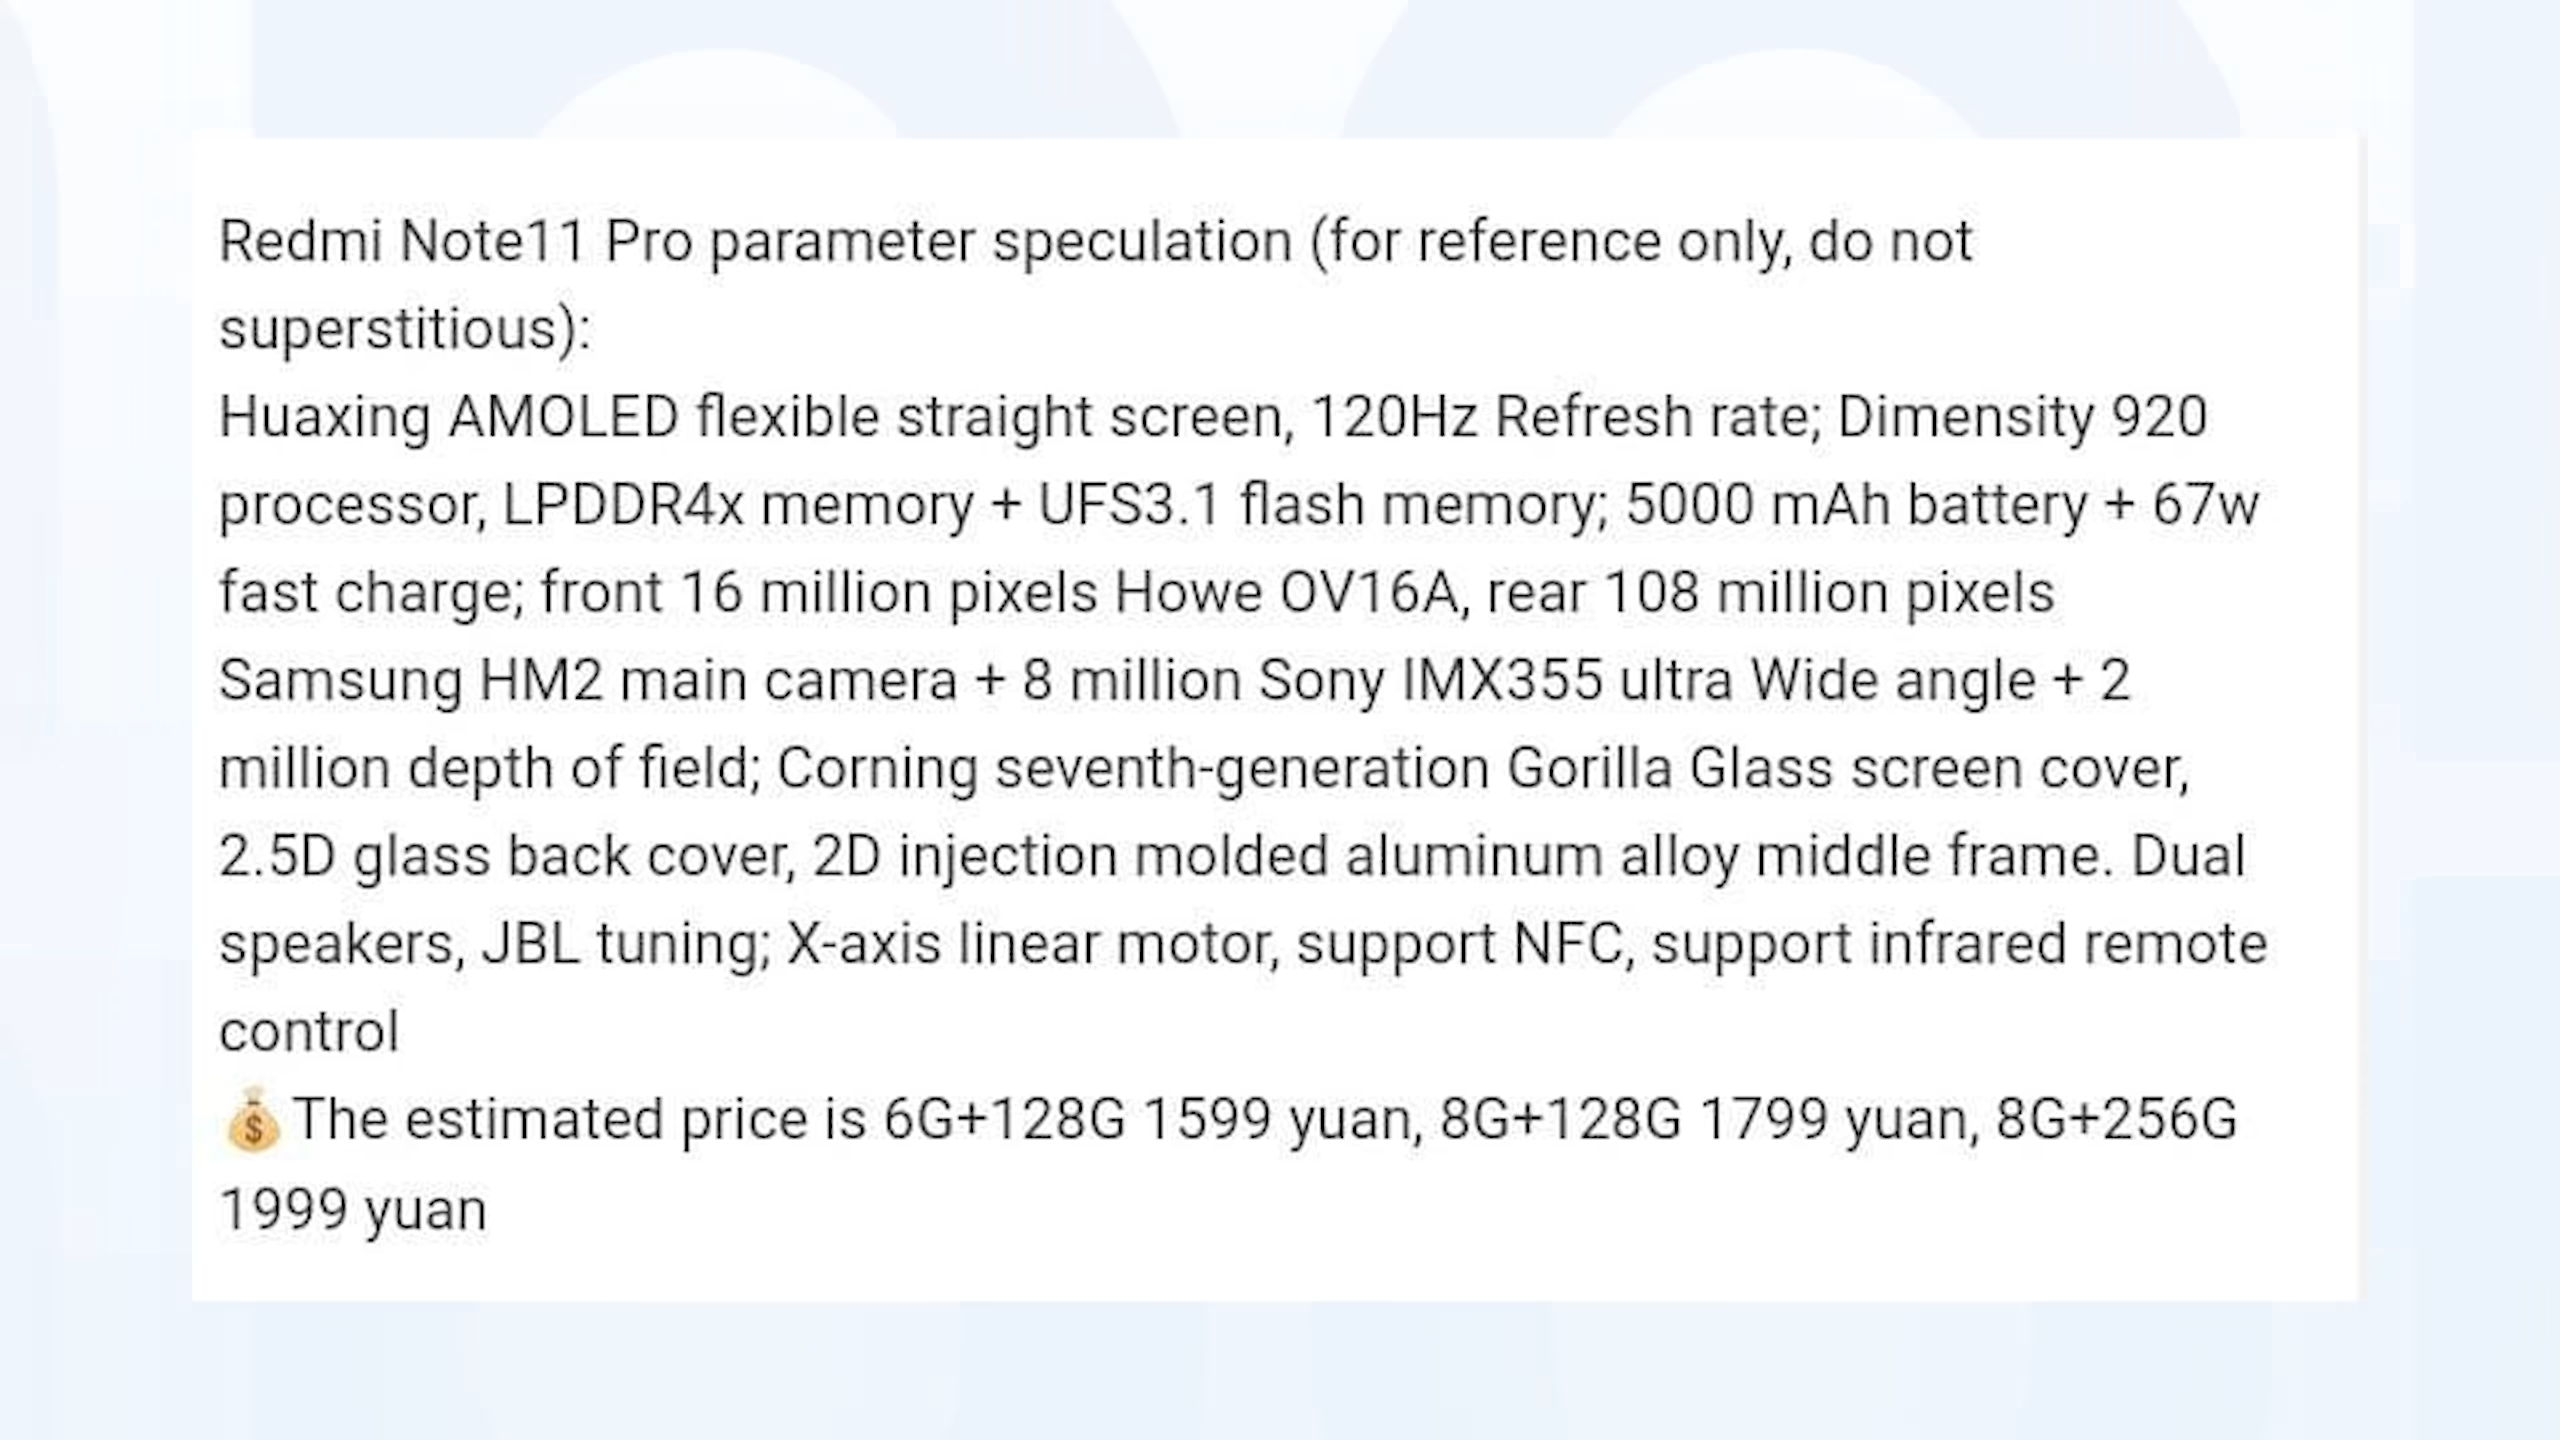 Redmi Note11 Pro parameter speculation (for reference only, do not
superstitious):
Huaxing AMOLED flexible straight screen, 120Hz Refresh rate; Dimensity 920
processor, LPDDR4x memory + UFS3.1 flash memory; 5000 mAh battery + 67w
fast charge; front 16 million pixels Howe OV16A, rear 108 million pixels
Samsung HM2 main camera + 8 million Sony IMX355 ultra Wide angle + 2
million depth of field; Corning seventh-generation Gorilla Glass screen cover,
2.5D glass back cover, 2D injection molded aluminum alloy middle frame. Dual
speakers, JBL tuning; X-axis linear motor, support NFC, support infrared remote
control
💰The estimated price is 6G+128G 1599 yuan, 8G+128G 1799 yuan, 8G+256G
1999 yuan